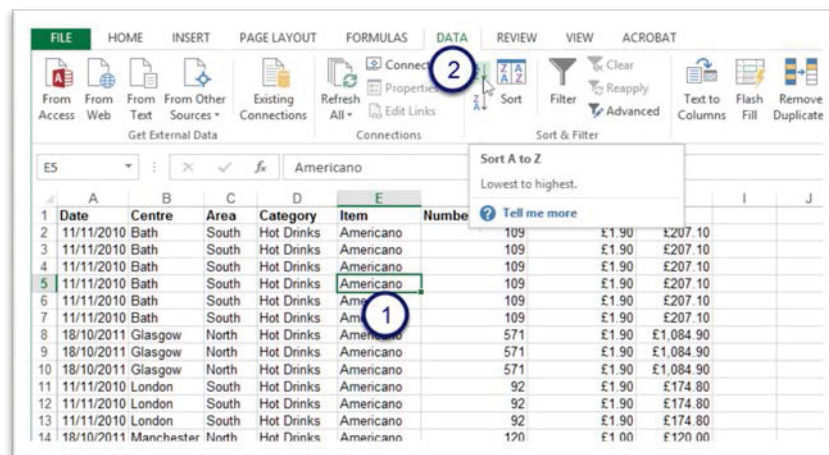 FILE HOME INSERT PAGE LAYOUT FORMULAS DATA REVIEW VIEW ACROBAT
From Access
From Web
From Text
From Other Sources
Get External Data
Existing Connections
Refresh All
Connect
Properties
Edit Links
Connections
2
Sort
Filter
Clear
Reapply
Advanced
Sort & Filter
Text to Columns
Flash Fill
Remove Duplicate
E5 fx Americano
Sort A to Z
Lowest to highest.
Tell me more
A B C D E I J
1 Date Centre Area Category Item Numbe
2 11/11/2010 Bath South Hot Drinks Americano 109 £1.90 £207.10
3 11/11/2010 Bath South Hot Drinks Americano 109 £1.90 £207.10
4 11/11/2010 Bath South Hot Drinks Americano 109 £1.90 £207.10
5 11/11/2010 Bath South Hot Drinks Americano 109 £1.90 £207.10
6 11/11/2010 Bath South Hot Drinks Ame 109 £1.90 £207.10
7 11/11/2010 Bath South Hot Drinks Am 109 £1.90 £207.10
1
8 18/10/2011 Glasgow North Hot Drinks Americano 571 £1.90 £1,084.90
9 18/10/2011 Glasgow North Hot Drinks Americano 571 £1.90 £1,084.90
10 18/10/2011 Glasgow North Hot Drinks Americano 571 £1.90 £1,084.90
11 11/11/2010 London South Hot Drinks Americano 92 £1.90 £174.80
12 11/11/2010 London South Hot Drinks Americano 92 £1.90 £174.80
13 11/11/2010 London South Hot Drinks Americano 92 £1.90 £174.80
14 18/10/2011 Manchester North Hot Drinks Americano 120 £1.00 £120.00